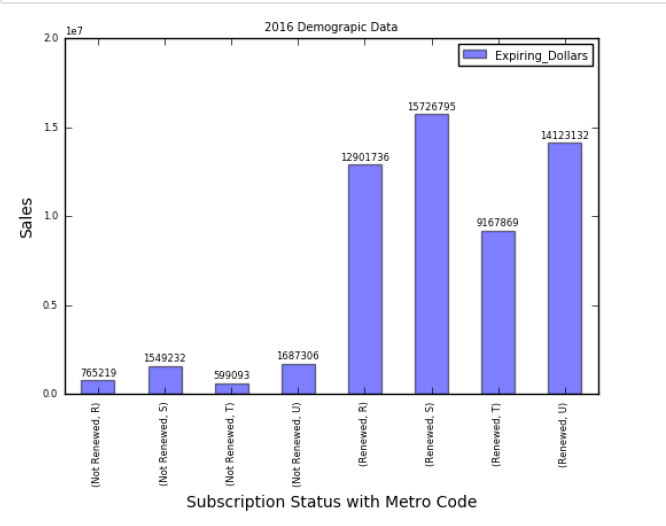 2016 Demograpic Data
1e7
2.0
1.5
1.0
0.5
0.0
Sales
Expiring_Dollars
765219
1549232
599093
1687306
12901736
15726795
9167869
14123132
(Not Renewed, R)
(Not Renewed, S)
(Not Renewed, T)
(Not Renewed, U)
(Renewed, R)
(Renewed, S)
(Renewed, T)
(Renewed, U)
Subscription Status with Metro Code